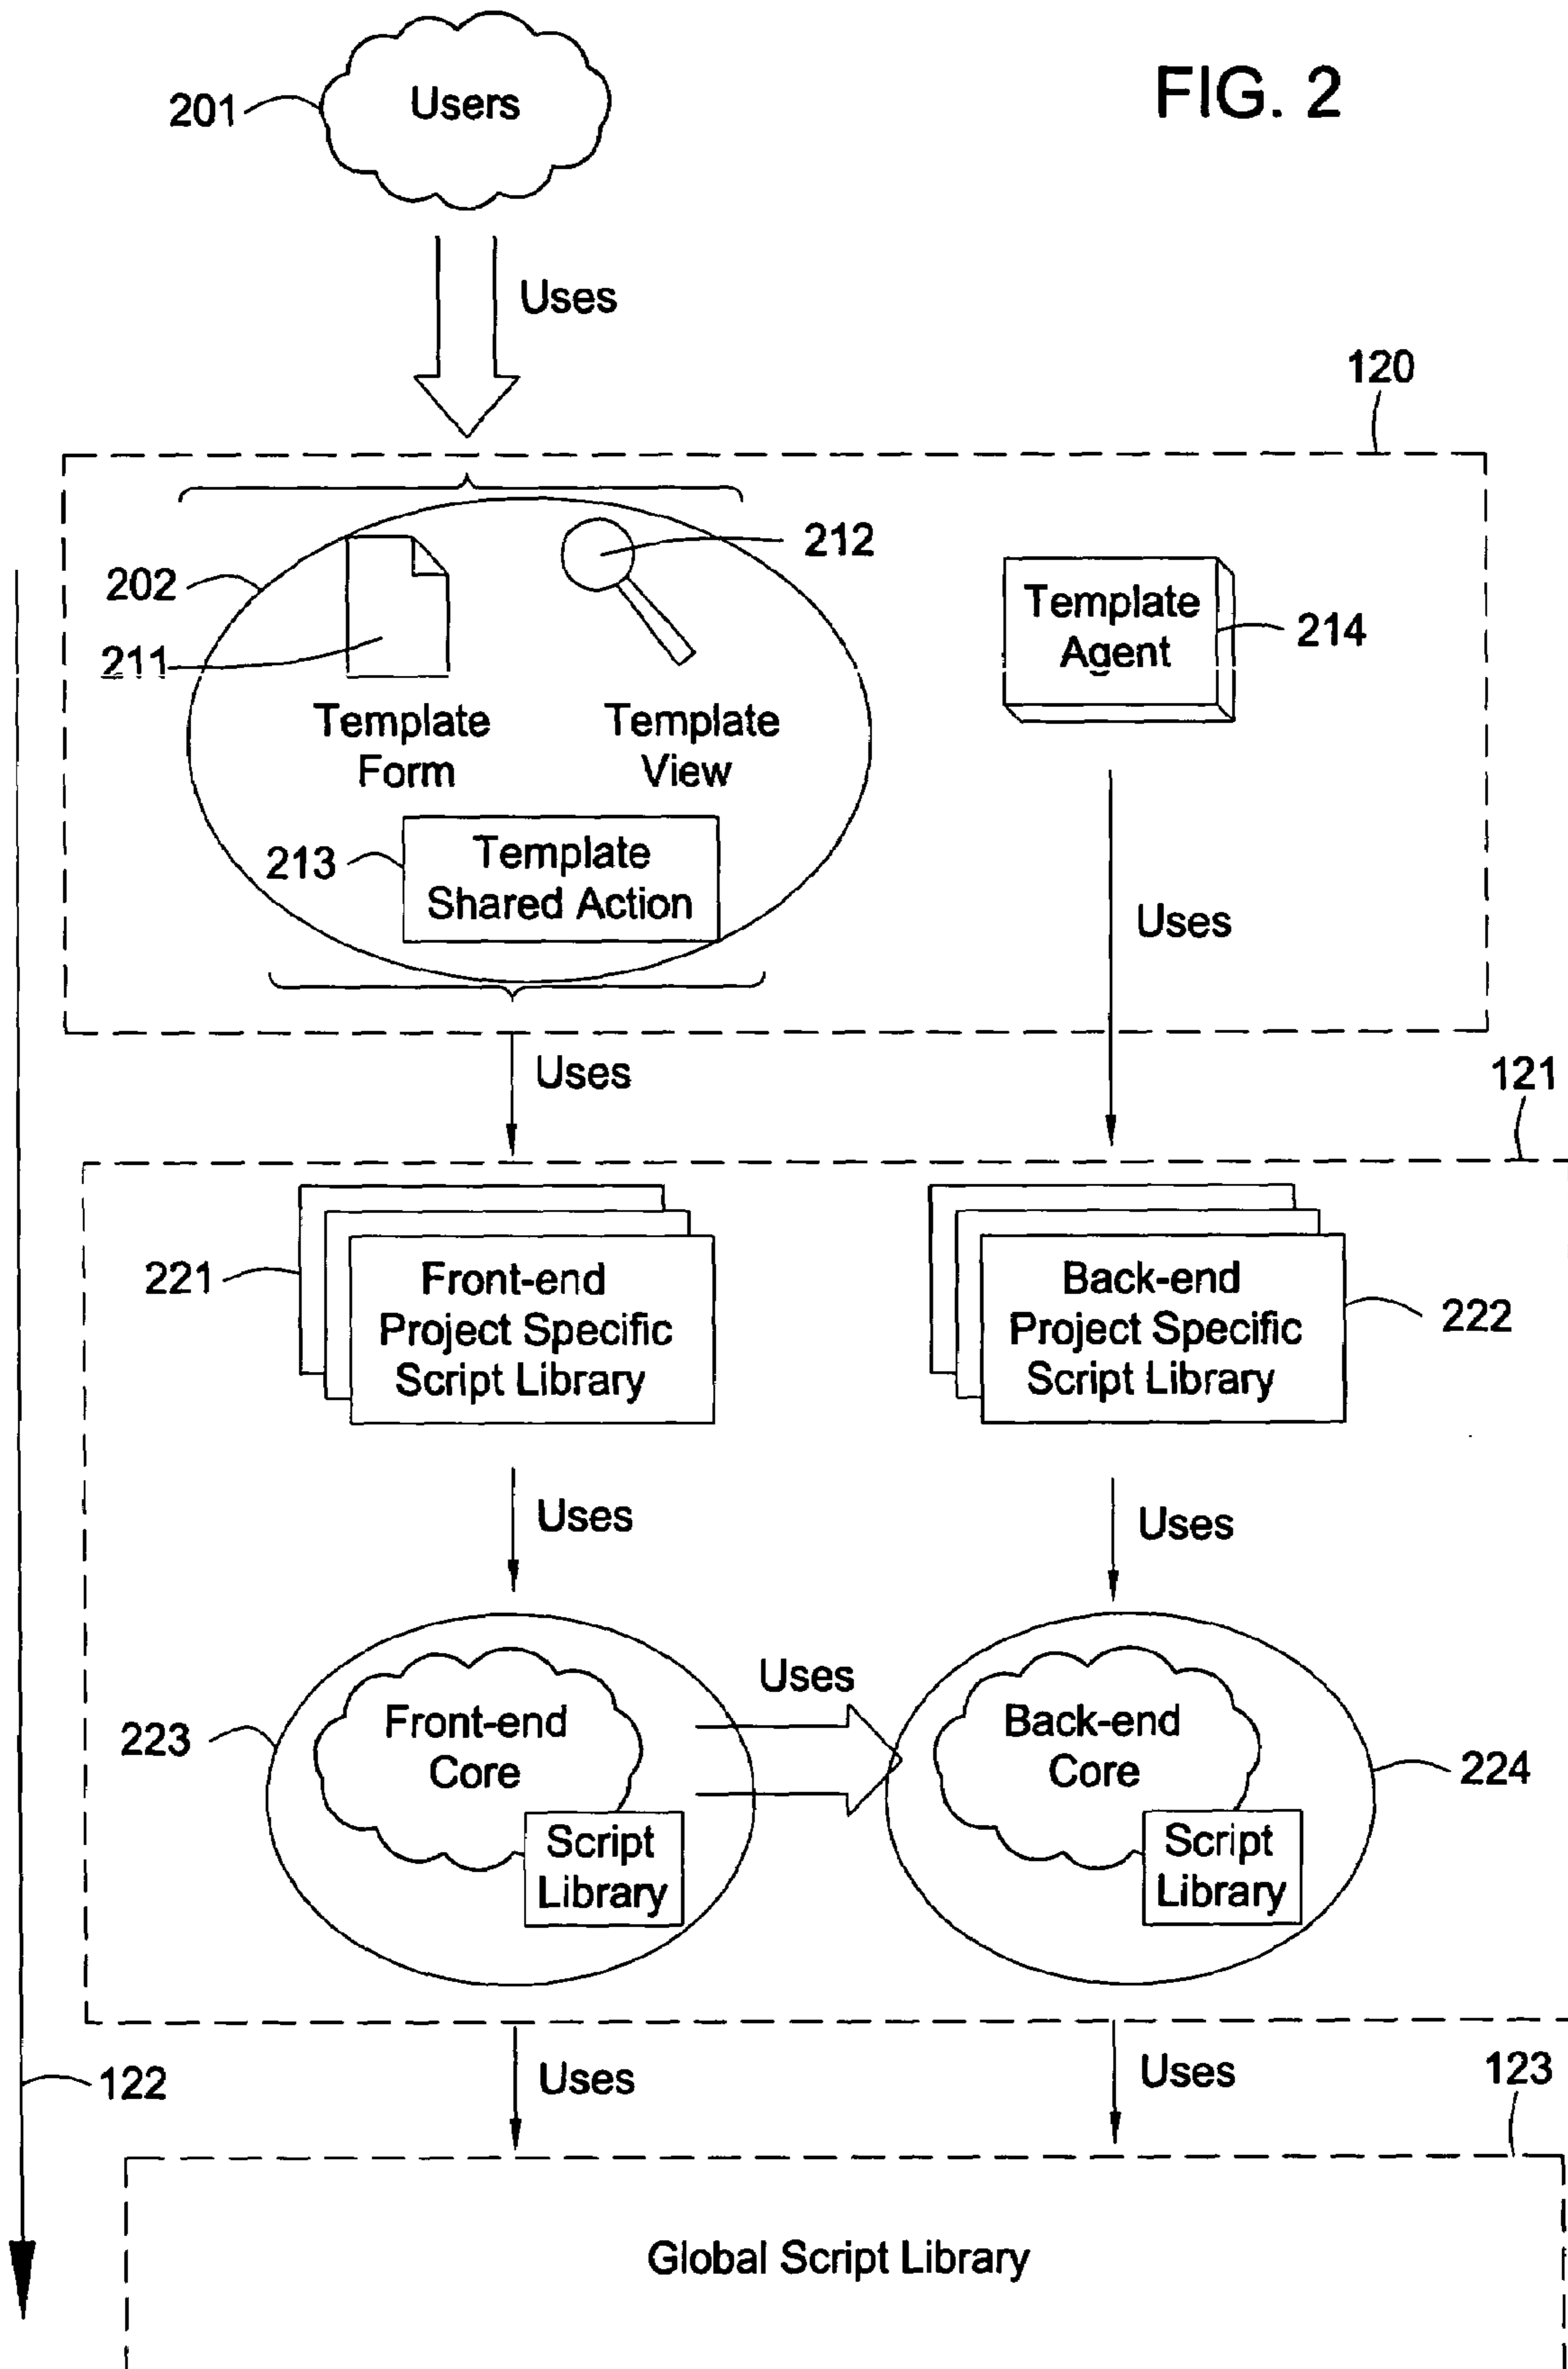 FIG. 2
201
Users
Uses
120
202
212
211
Template
Form
Template
View
Template
Agent
214
213
Template
Shared Action
Uses
Uses
121
221
Front-end
Project Specific
Script Library
Back-end
Project Specific
Script Library
222
Uses
Uses
223
Front-end
Core
Script
Library
Uses
Back-end
Core
Script
Library
224
122
Uses
Uses
123
Global Script Library